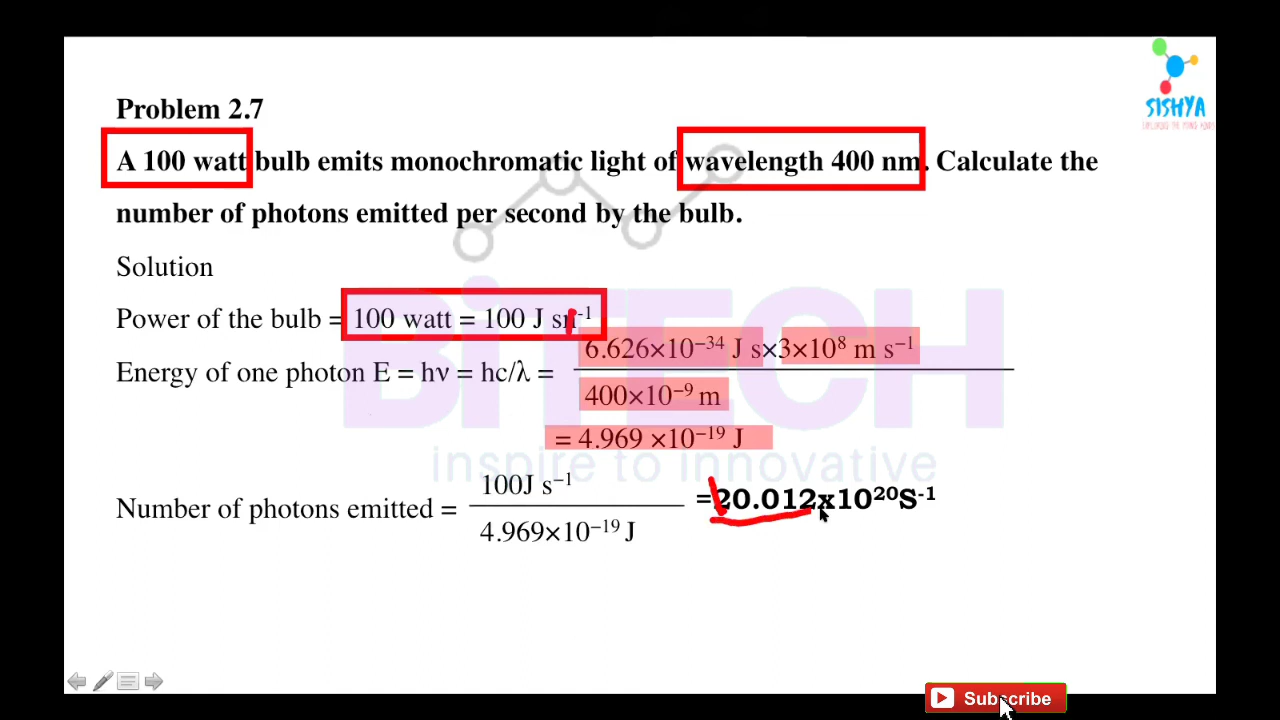 SISHYA
Problem 2.7
A 100 watt bulb emits monochromatic light of wavelength 400 nm. Calculate the
number of photons emitted per second by the bulb.
Solution
Power of the bulb = 100 watt = 100 J sn⁻¹
6.626×10⁻³⁴ J s×3×10⁸ m s⁻¹
Energy of one photon E = hν = hc/λ =
400×10⁻⁹ m
= 4.969 ×10⁻¹⁹ J
BiTECH
inspire to innovative
100J s⁻¹
Number of photons emitted = =20.012x10²⁰S⁻¹
4.969×10⁻¹⁹ J
Subscribe